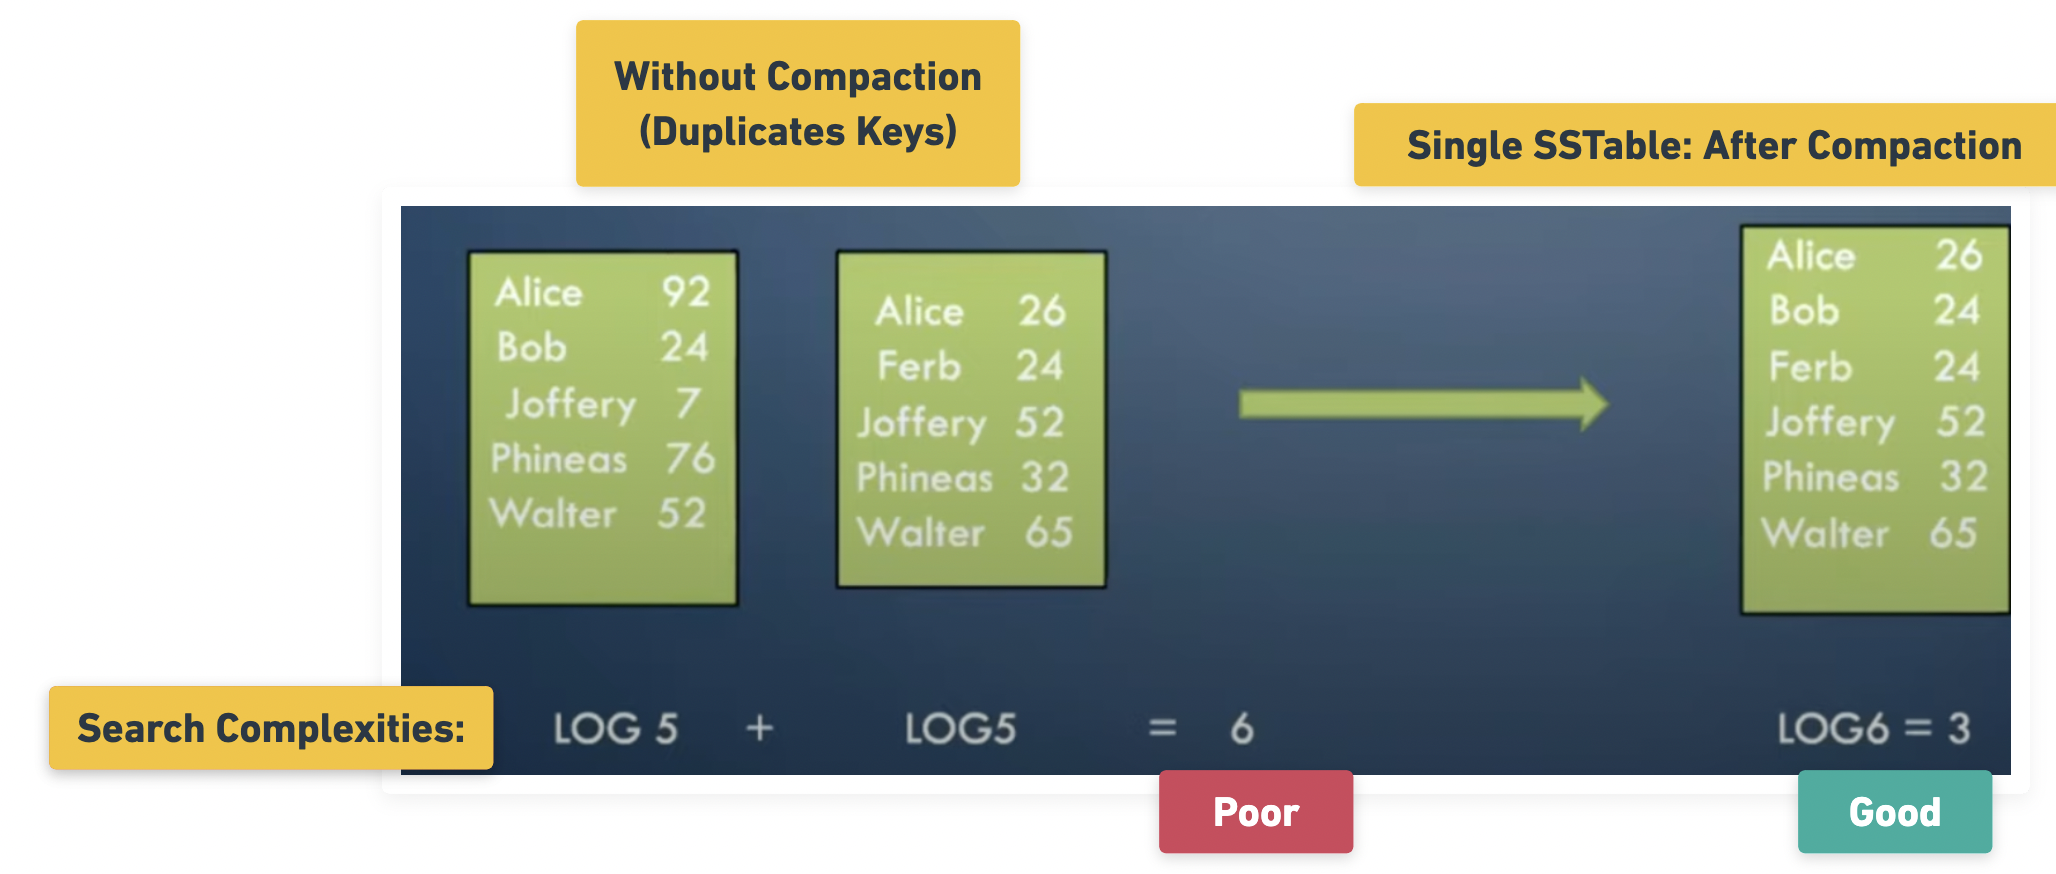 Without Compaction
(Duplicates Keys)
Single SSTable: After Compaction
Alice 92
Bob 24
Joffery 7
Phineas 76
Walter 52
Alice 26
Ferb 24
Joffery 52
Phineas 32
Walter 65
Alice 26
Bob 24
Ferb 24
Joffery 52
Phineas 32
Walter 65
Search Complexities:
LOG 5 + LOG5 = 6
LOG6 = 3
Poor
Good